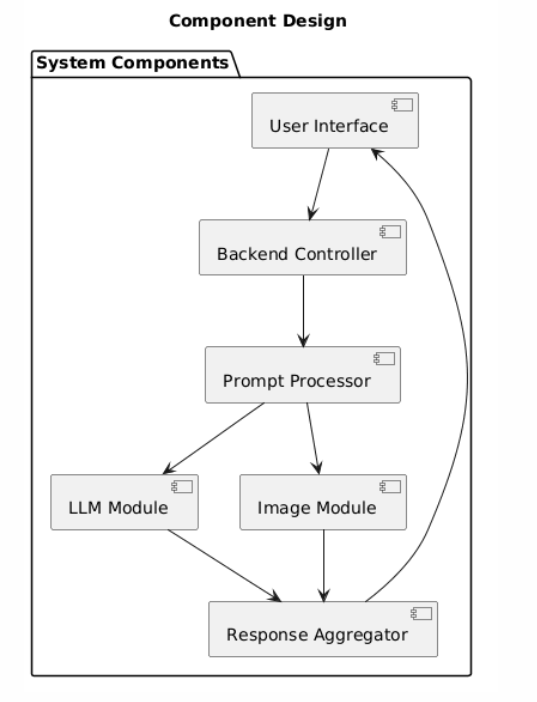 Component Design
System Components
User Interface
Backend Controller
Prompt Processor
LLM Module
Image Module
Response Aggregator